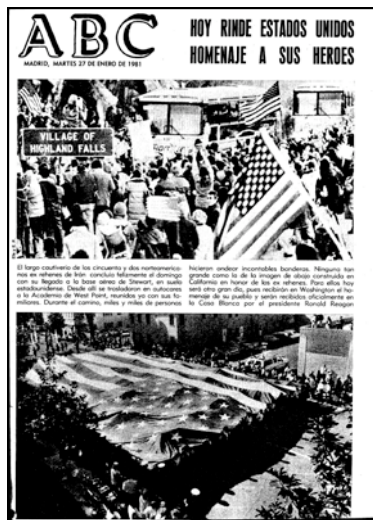 ABC
MADRID, MARTES 27 DE ENERO DE 1981
HOY RINDE ESTADOS UNIDOS
HOMENAJE A SUS HEROES
VILLAGE OF
HIGHLAND FALLS
El largo cautiverio de los cincuenta y dos norteamerica-
nos ex rehenes de Irán concluyó felizmente el domingo
con su llegada a la base aérea de Stewart, en suelo
estadounidense. Desde allí se trasladaron en autocares
a la Academia de West Point, reunidos ya con sus fa-
miliares. Durante el camino, miles y miles de personas
hicieron ondear incontables banderas. Ninguna tan
grande como la de la imagen de abajo construida en
California en honor de los ex rehenes. Para ellos hoy
será otro gran día, pues recibirán en Washington el ho-
menaje de su pueblo y serán recibidos oficialmente en
la Casa Blanca por el presidente Ronald Reagan